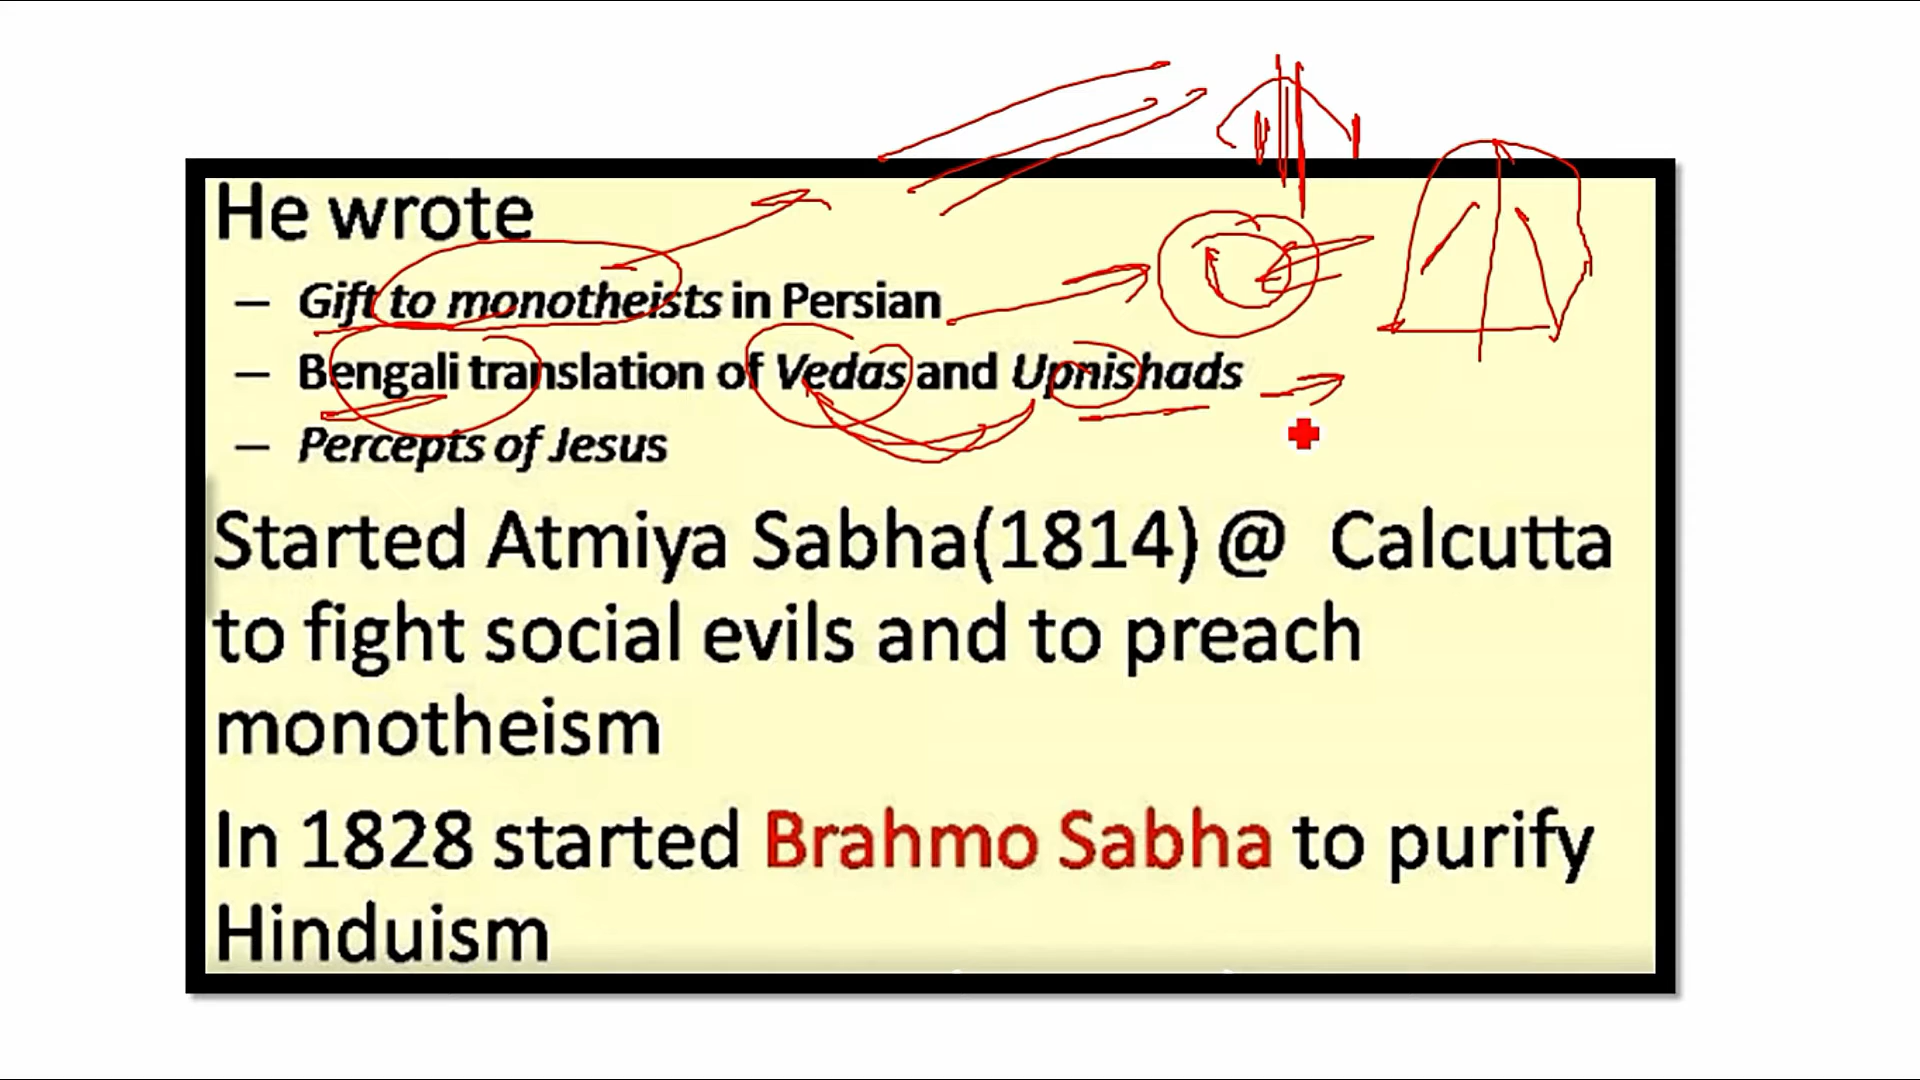 He wrote
– Gift to monotheists in Persian
– Bengali translation of Vedas and Upnishads
– Percepts of Jesus
Started Atmiya Sabha(1814) @ Calcutta
to fight social evils and to preach
monotheism
In 1828 started Brahmo Sabha to purify
Hinduism